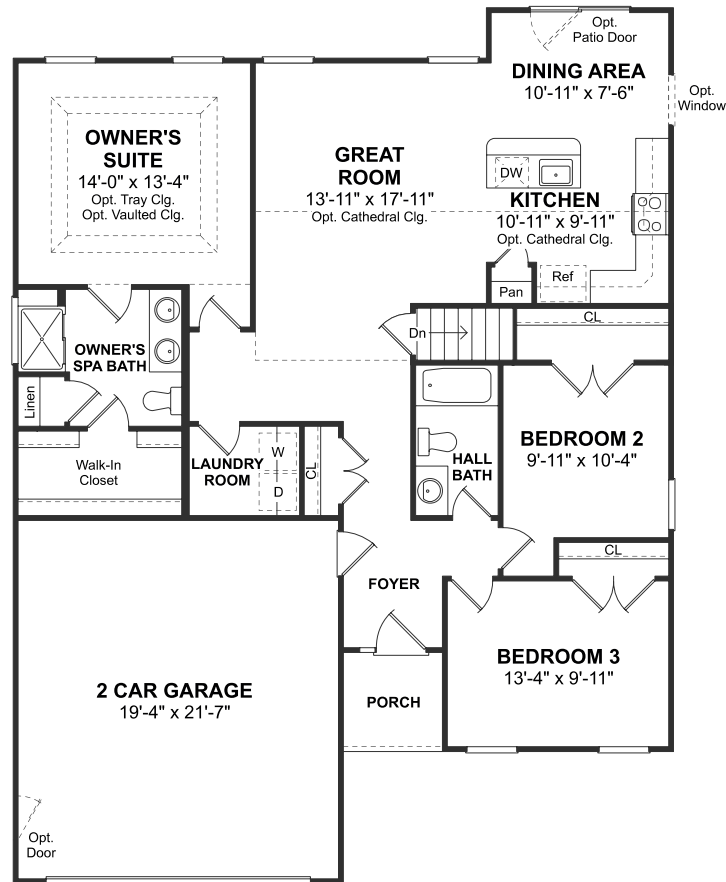 Opt.
Patio Door
DINING AREA
10'-11" x 7'-6"
Opt.
Window
OWNER'S
SUITE
14'-0" x 13'-4"
Opt. Tray Clg.
Opt. Vaulted Clg.
GREAT
ROOM
13'-11" x 17'-11"
Opt. Cathedral Clg.
DW
KITCHEN
10'-11" x 9'-11"
Opt. Cathedral Clg.
Ref
Pan
CL
Dn
OWNER'S
SPA BATH
Linen
Walk-In
Closet
LAUNDRY
ROOM
W
D
CL
HALL
BATH
BEDROOM 2
9'-11" x 10'-4"
CL
FOYER
BEDROOM 3
13'-4" x 9'-11"
2 CAR GARAGE
19'-4" x 21'-7"
PORCH
Opt.
Door